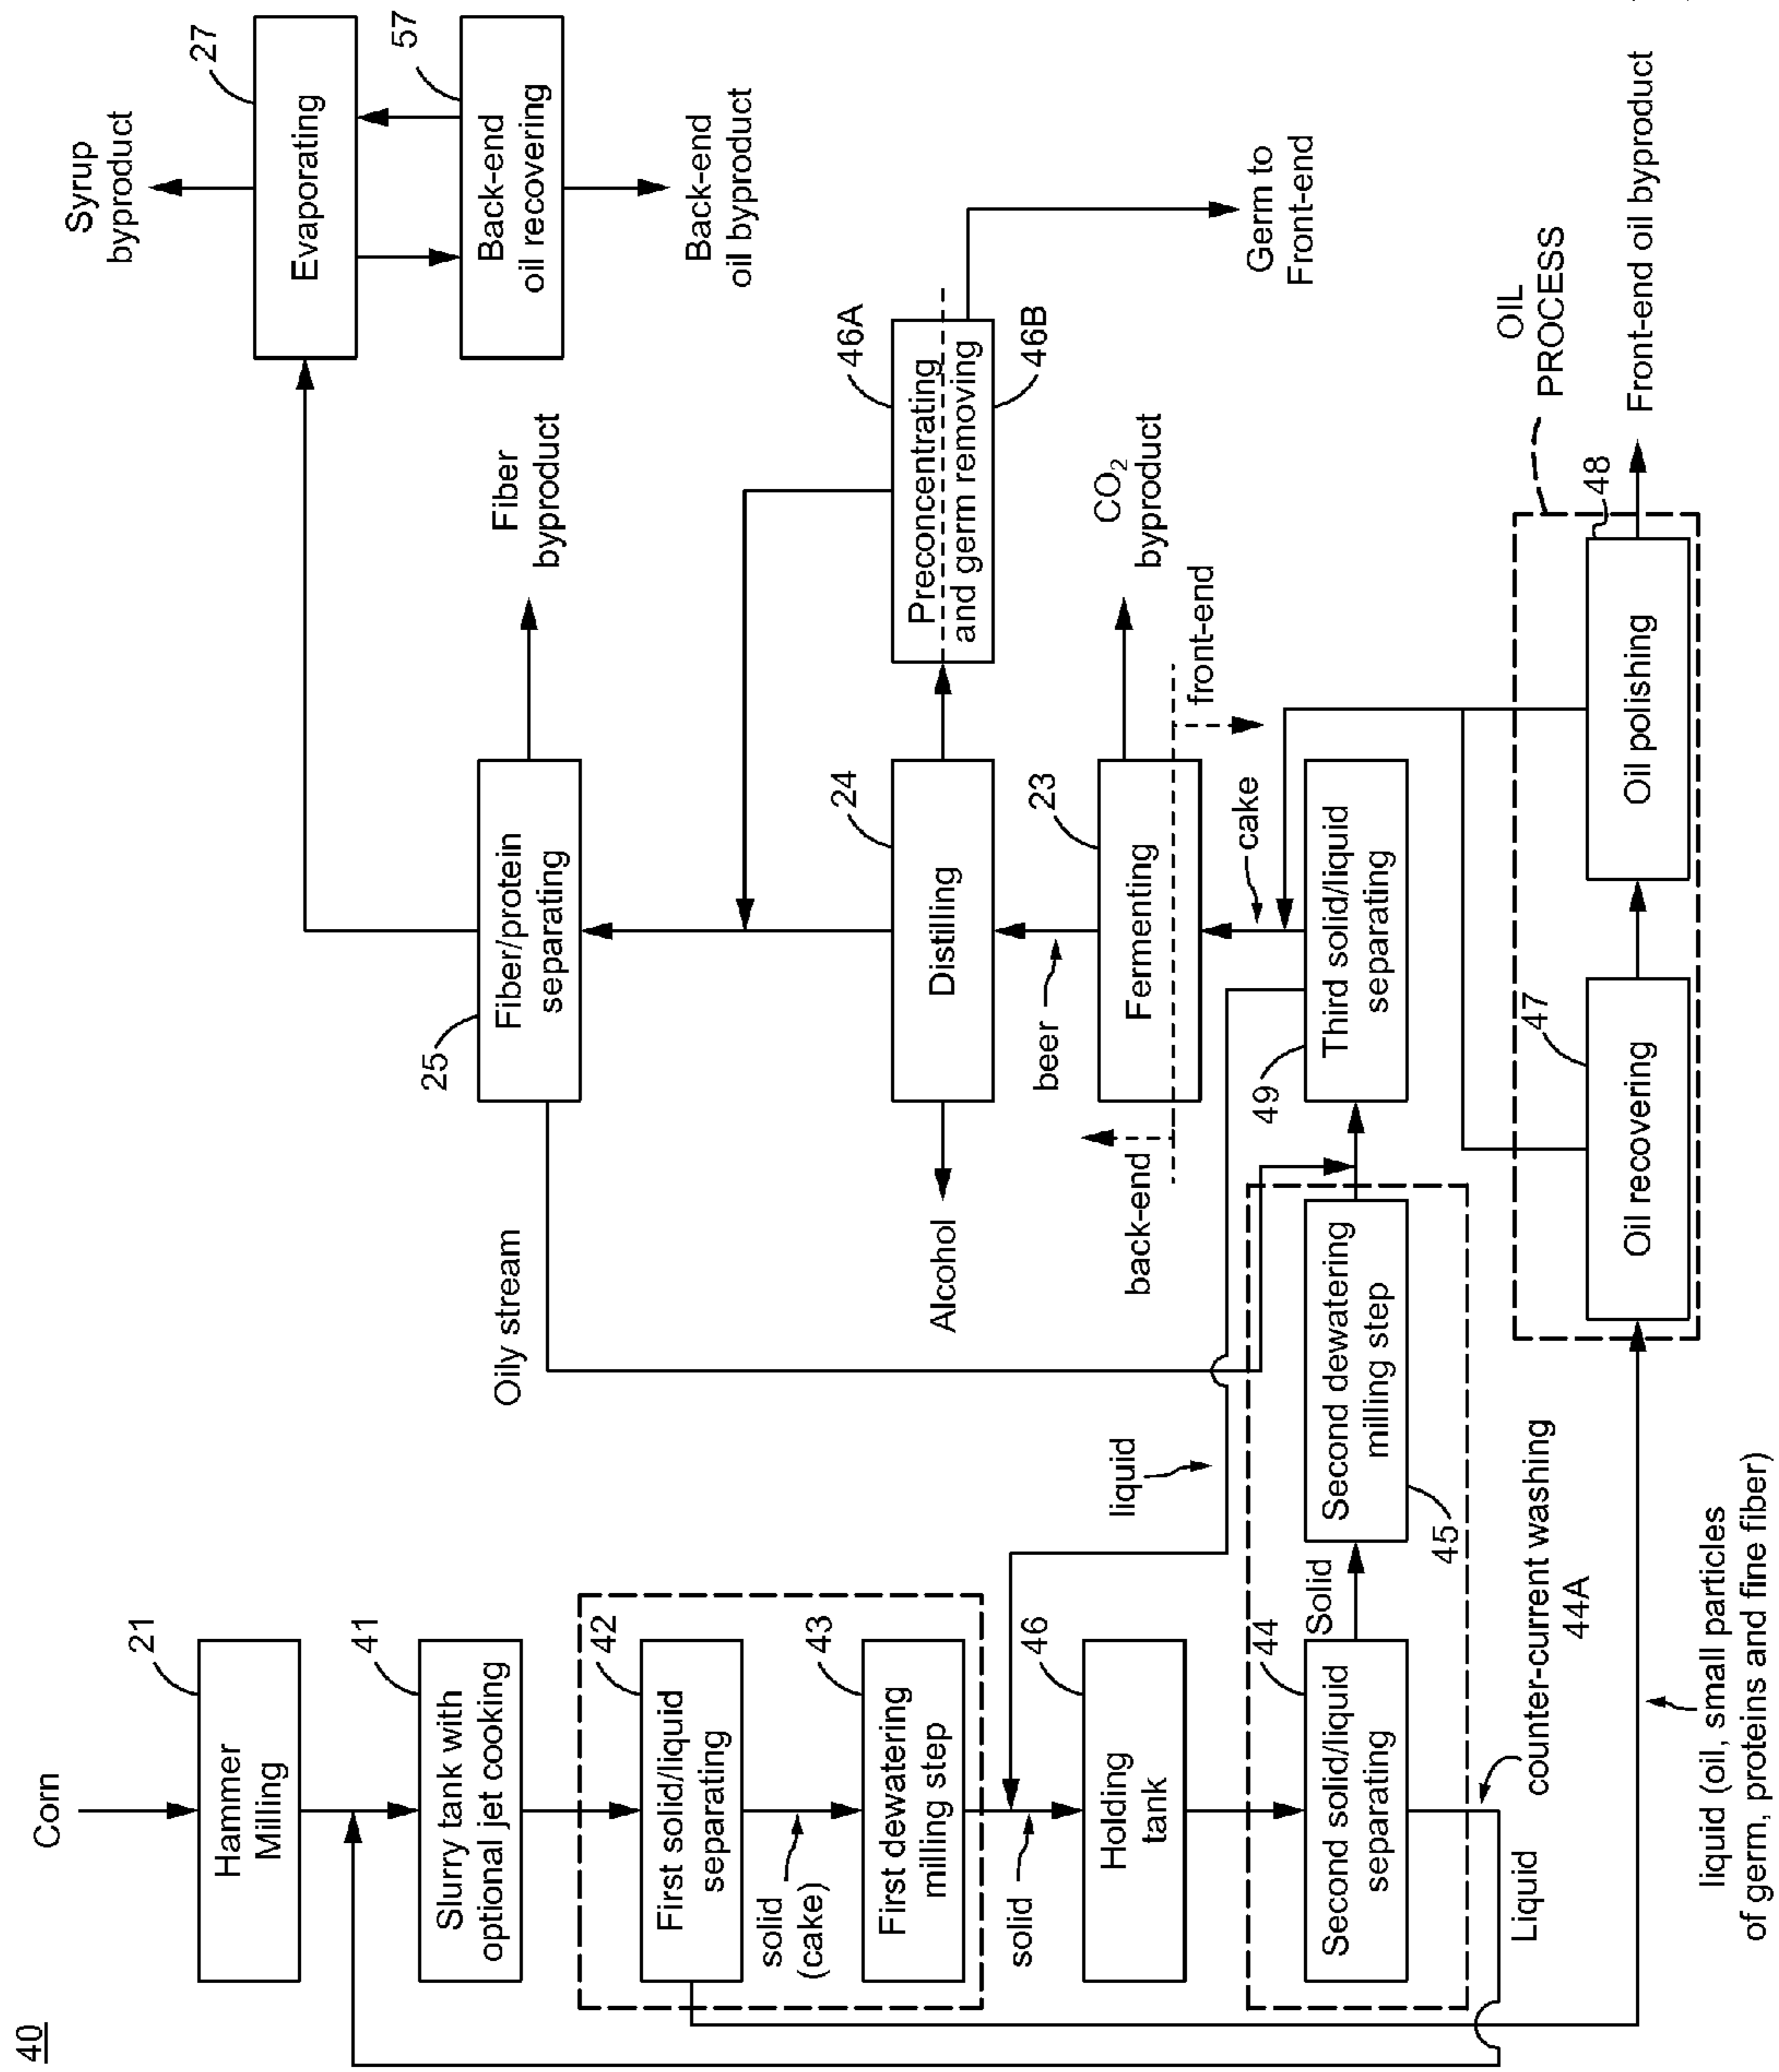 40
Corn
21
Hammer
Milling
41
Slurry tank with
optional jet cooking
42
First solid/liquid
separating
solid
(cake)
43
First dewatering
milling step
solid
46
Holding
tank
44
Second solid/liquid
separating
Solid
Liquid
Second dewatering
milling step
45
counter-current washing
44A
liquid (oil, small particles
of germ, proteins and fine fiber)
liquid
Oily stream
49
Third solid/liquid
separating
cake
front-end
back-end
23
Fermenting
CO₂
byproduct
beer
24
Distilling
Alcohol
46A
Preconcentrating
and germ removing
46B
Germ to
Front-end
25
Fiber/protein
separating
Fiber
byproduct
27
Evaporating
Syrup
byproduct
57
Back-end
oil recovering
Back-end
oil byproduct
OIL
PROCESS
47
Oil recovering
48
Oil polishing
Front-end oil byproduct